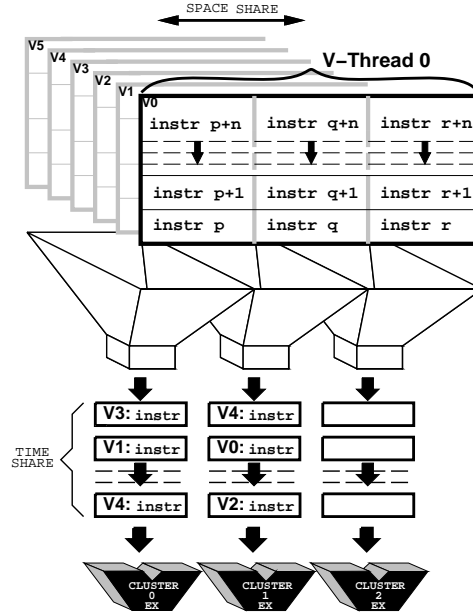 SPACE SHARE
V5
V4
V3
V2
V1
V0
V–Thread 0
instr p+n instr q+n instr r+n
instr p+1 instr q+1 instr r+1
instr p instr q instr r
TIME
SHARE
V3: instr V4: instr
V1: instr V0: instr
V4: instr V2: instr
CLUSTER CLUSTER CLUSTER
0 1 2
EX EX EX